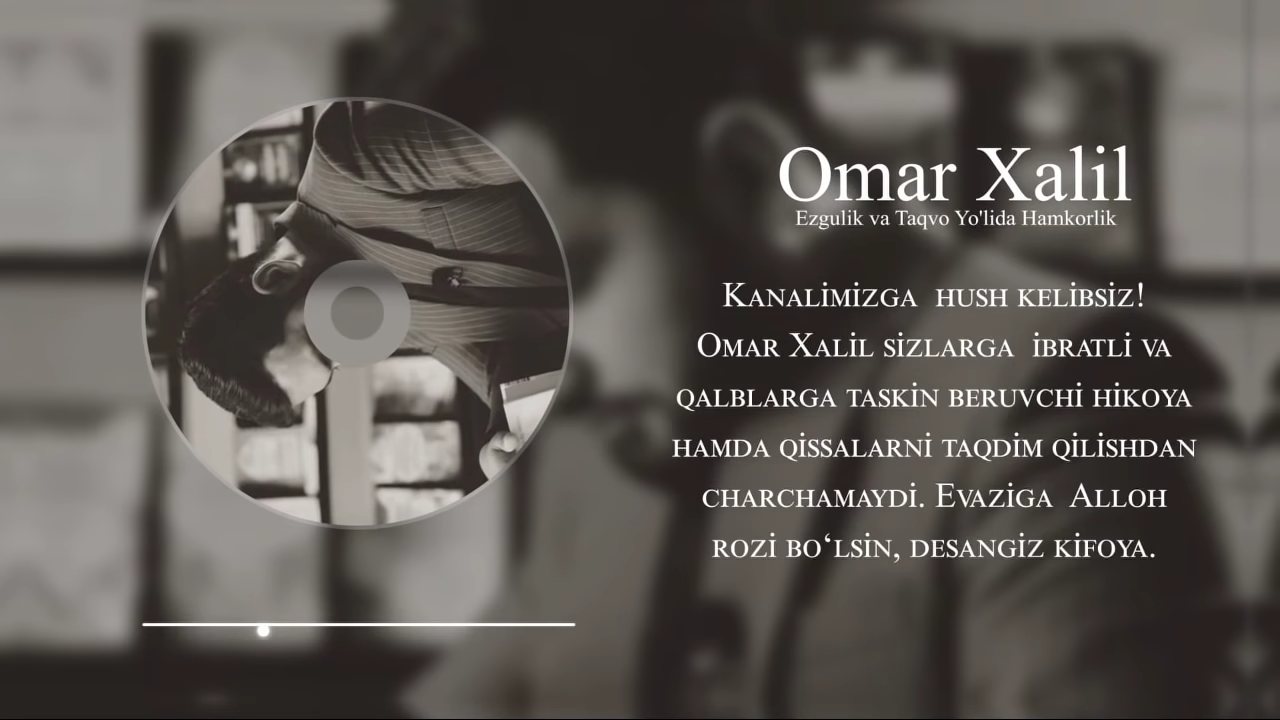 Omar Xalil
Ezgulik va Taqvo Yo'lida Hamkorlik
Kanalimizga hush kelibsiz!
Omar Xalil sizlarga ibratli va
qalblarga taskin beruvchi hikoya
hamda qissalarni taqdim qilishdan
charchamaydi. Evaziga Alloh
rozi bo‘lsin, desangiz kifoya.